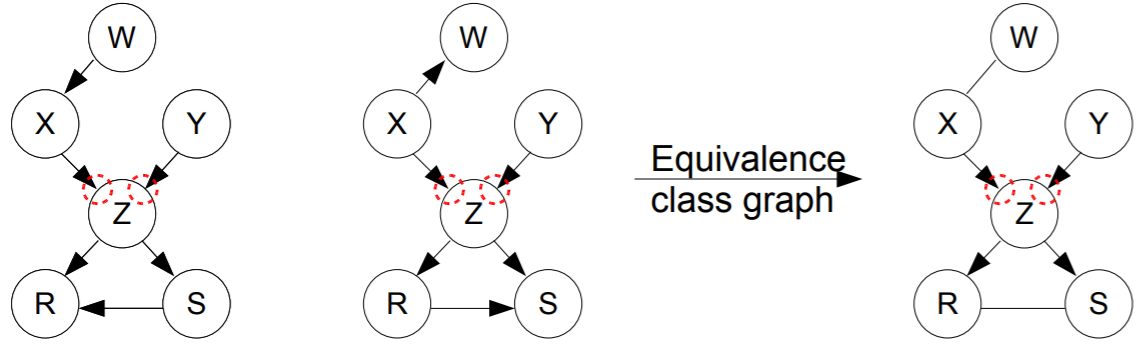 W
X Y
Z
R S
W
X Y
Z
R S
Equivalence
class graph
W
X Y
Z
R S